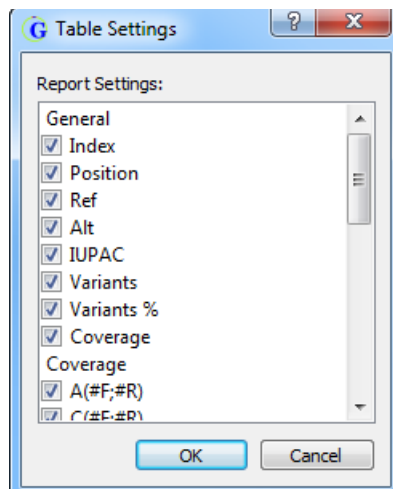 G Table Settings ?
Report Settings:
General
Index
Position
Ref
Alt
IUPAC
Variants
Variants %
Coverage
Coverage
A(#F;#R)
C(#F;#R)
OK Cancel